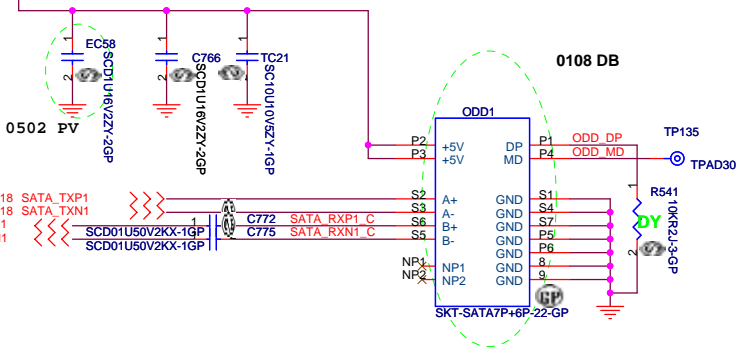 EC58
1
2
SCD1U16V2ZY-2GP
C766
1
2
SCD1U16V2ZY-2GP
TC21
1
2
SC10U10V5ZY-1GP
0502 PV
0108 DB
ODD1
P2 +5V
P3 +5V
DP P1 ODD_DP
MD P4 ODD_MD
TP135
TPAD30
18 SATA_TXP1 S2 A+
18 SATA_TXN1 S3 A-
1 C772 SATA_RXP1_C S6 B+
SCD01U50V2KX-1GP
C775 SATA_RXN1_C S5 B-
SCD01U50V2KX-1GP
NP1 NP1
NP2 NP2
GND S1
GND S4
GND S7
GND P5
GND P6
GND 8
GND 9
R541
1
2
10KR2J-3-GP
DY
GP
SKT-SATA7P+6P-22-GP